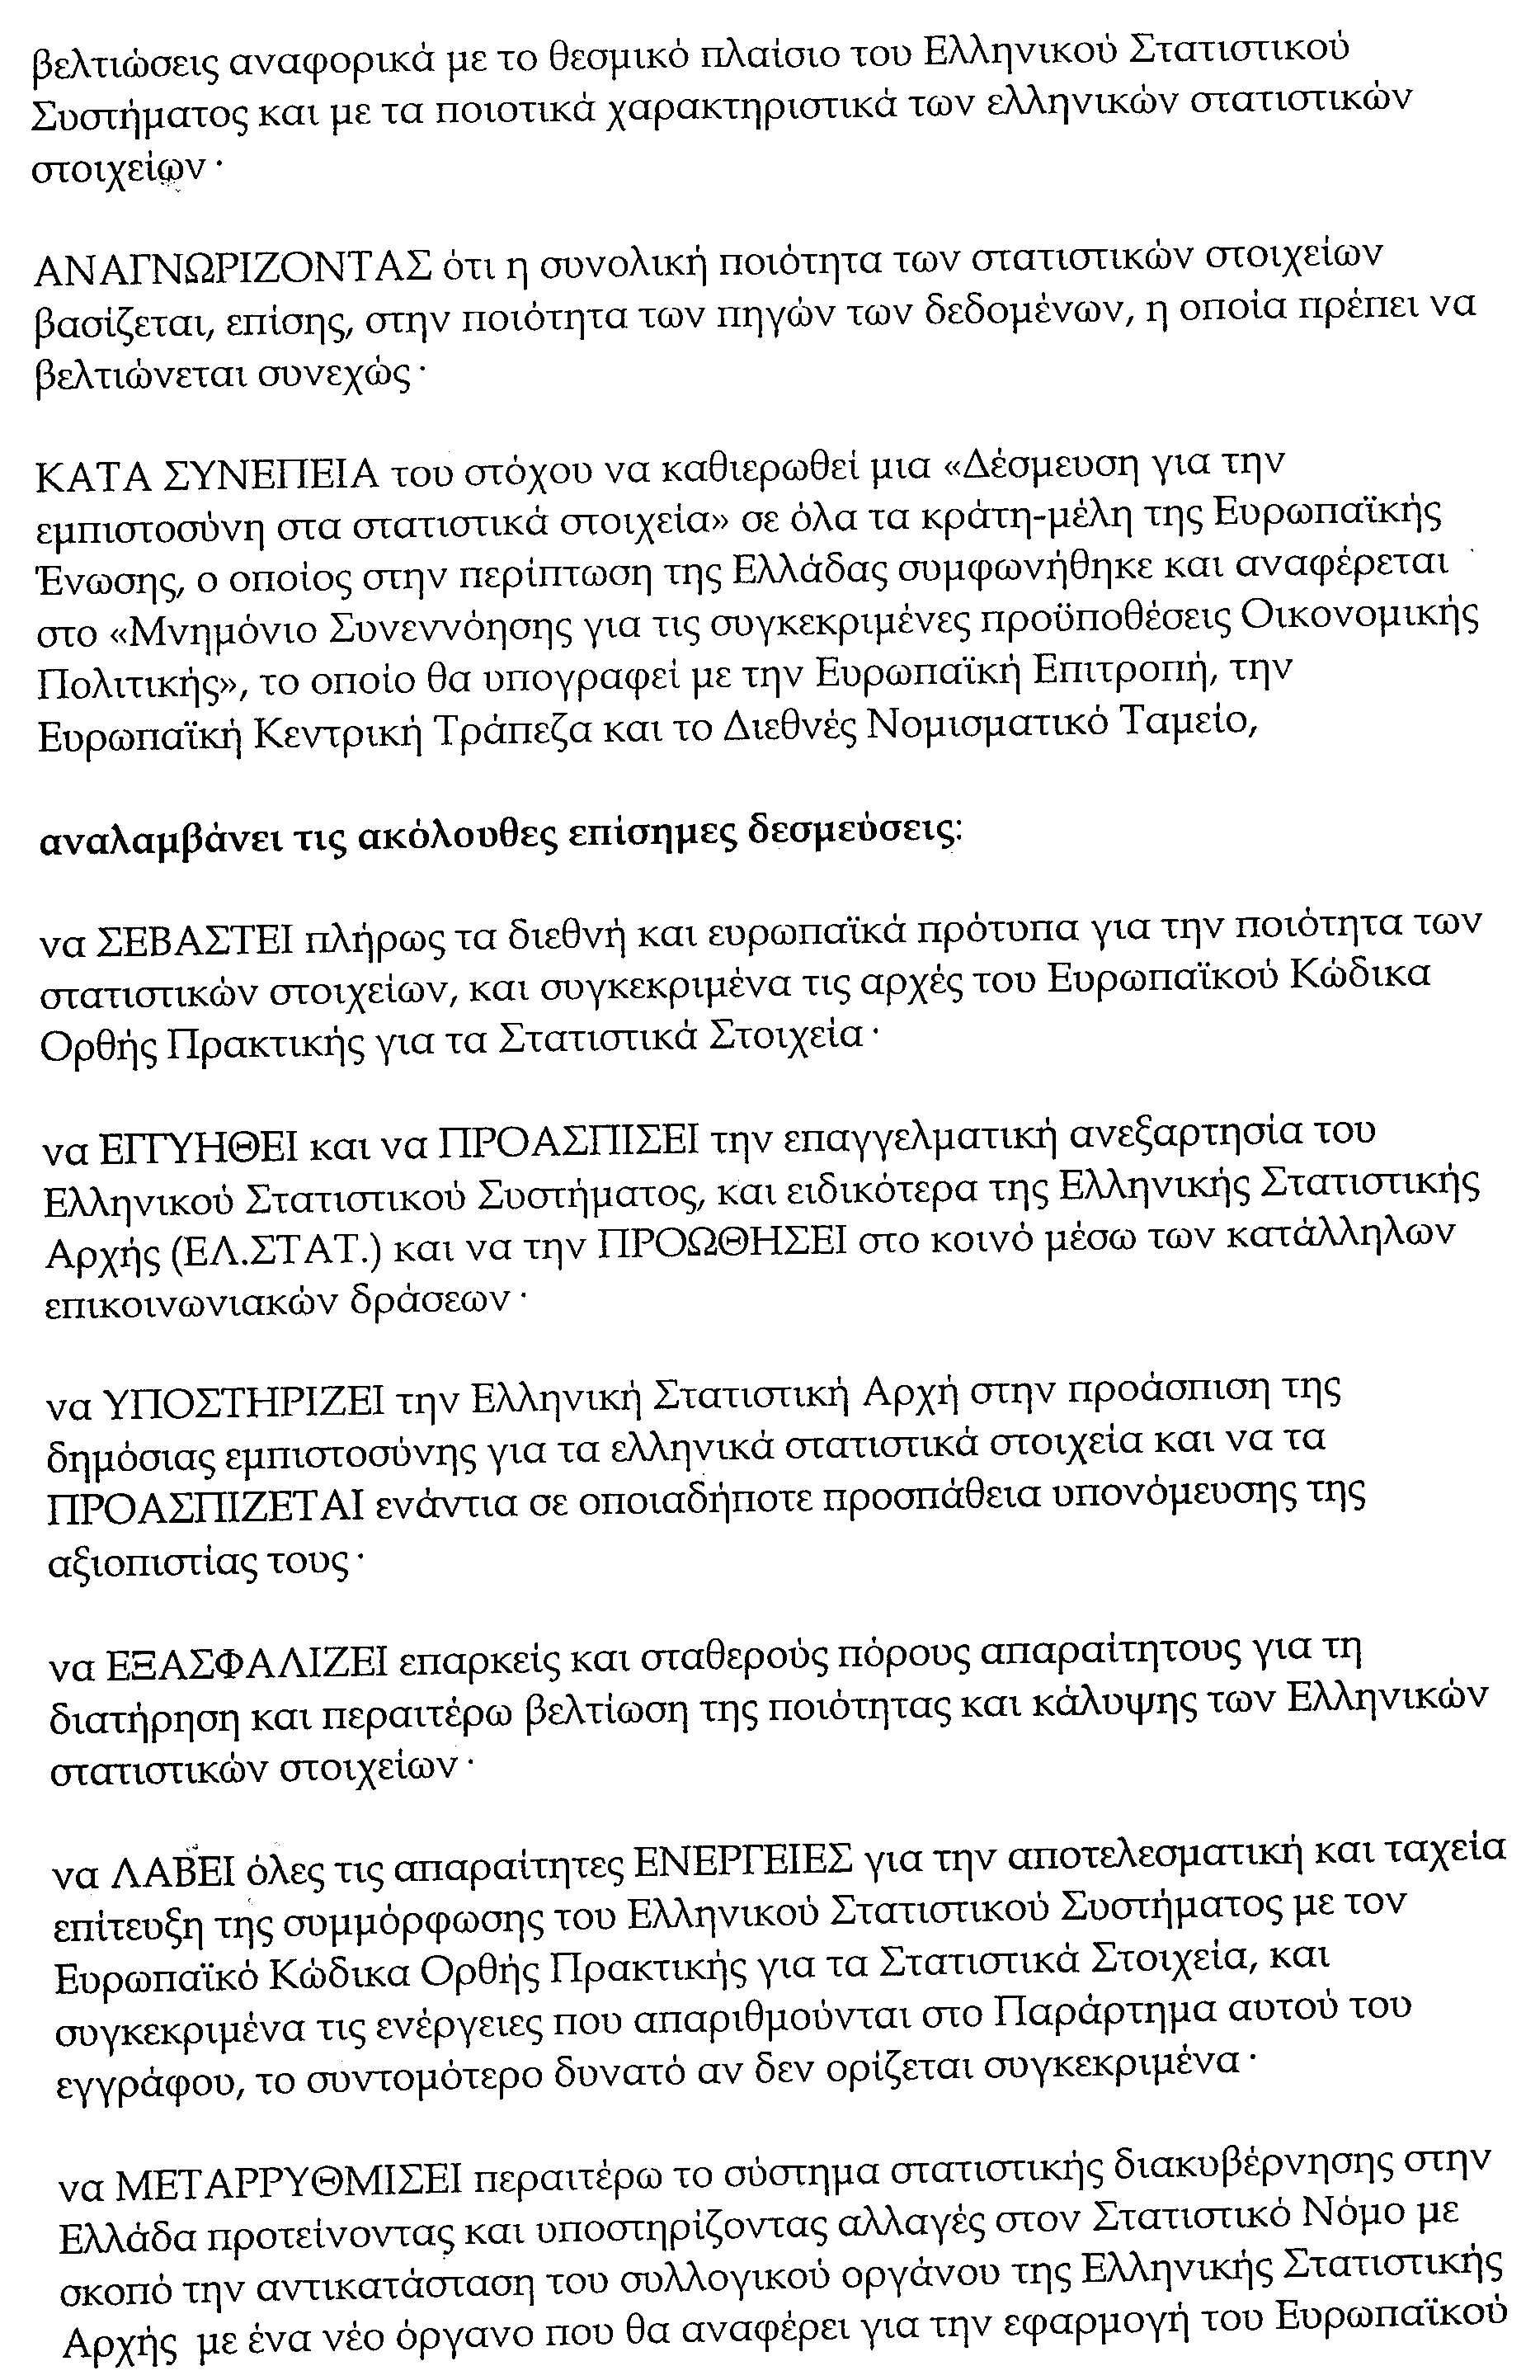 βελτιώσεις αναφορικά με το θεσμικό πλαίσιο του Ελληνικού Στατιστικού
Συστήματος και με τα ποιοτικά χαρακτηριστικά των ελληνικών στατιστικών
στοιχείων·
ΑΝΑΓΝΩΡΙΖΟΝΤΑΣ ότι η συνολική ποιότητα των στατιστικών στοιχείων
βασίζεται, επίσης, στην ποιότητα των πηγών των δεδομένων, η οποία πρέπει να
βελτιώνεται συνεχώς·
ΚΑΤΑ ΣΥΝΕΠΕΙΑ του στόχου να καθιερωθεί μια «Δέσμευση για την
εμπιστοσύνη στα στατιστικά στοιχεία» σε όλα τα κράτη-μέλη της Ευρωπαϊκής
Ένωσης, ο οποίος στην περίπτωση της Ελλάδας συμφωνήθηκε και αναφέρεται
στο «Μνημόνιο Συνεννόησης για τις συγκεκριμένες προϋποθέσεις Οικονομικής
Πολιτικής», το οποίο θα υπογραφεί με την Ευρωπαϊκή Επιτροπή, την
Ευρωπαϊκή Κεντρική Τράπεζα και το Διεθνές Νομισματικό Ταμείο,
αναλαμβάνει τις ακόλουθες επίσημες δεσμεύσεις:
να ΣΕΒΑΣΤΕΙ πλήρως τα διεθνή και ευρωπαϊκά πρότυπα για την ποιότητα των
στατιστικών στοιχείων, και συγκεκριμένα τις αρχές του Ευρωπαϊκού Κώδικα
Ορθής Πρακτικής για τα Στατιστικά Στοιχεία·
να ΕΓΓΥΗΘΕΙ και να ΠΡΟΑΣΠΙΣΕΙ την επαγγελματική ανεξαρτησία του
Ελληνικού Στατιστικού Συστήματος, και ειδικότερα της Ελληνικής Στατιστικής
Αρχής (ΕΛ.ΣΤΑΤ.) και να την ΠΡΟΩΘΗΣΕΙ στο κοινό μέσω των κατάλληλων
επικοινωνιακών δράσεων·
να ΥΠΟΣΤΗΡΙΖΕΙ την Ελληνική Στατιστική Αρχή στην προάσπιση της
δημόσιας εμπιστοσύνης για τα ελληνικά στατιστικά στοιχεία και να τα
ΠΡΟΑΣΠΙΖΕΤΑΙ ενάντια σε οποιαδήποτε προσπάθεια υπονόμευσης της
αξιοπιστίας τους·
να ΕΞΑΣΦΑΛΙΖΕΙ επαρκείς και σταθερούς πόρους απαραίτητους για τη
διατήρηση και περαιτέρω βελτίωση της ποιότητας και κάλυψης των Ελληνικών
στατιστικών στοιχείων·
να ΛΑΒΕΙ όλες τις απαραίτητες ΕΝΕΡΓΕΙΕΣ για την αποτελεσματική και ταχεία
επίτευξη της συμμόρφωσης του Ελληνικού Στατιστικού Συστήματος με τον
Ευρωπαϊκό Κώδικα Ορθής Πρακτικής για τα Στατιστικά Στοιχεία, και
συγκεκριμένα τις ενέργειες που απαριθμούνται στο Παράρτημα αυτού του
εγγράφου, το συντομότερο δυνατό αν δεν ορίζεται συγκεκριμένα·
να ΜΕΤΑΡΡΥΘΜΙΣΕΙ περαιτέρω το σύστημα στατιστικής διακυβέρνησης στην
Ελλάδα προτείνοντας και υποστηρίζοντας αλλαγές στον Στατιστικό Νόμο με
σκοπό την αντικατάσταση του συλλογικού οργάνου της Ελληνικής Στατιστικής
Αρχής με ένα νέο όργανο που θα αναφέρει για την εφαρμογή του Ευρωπαϊκού